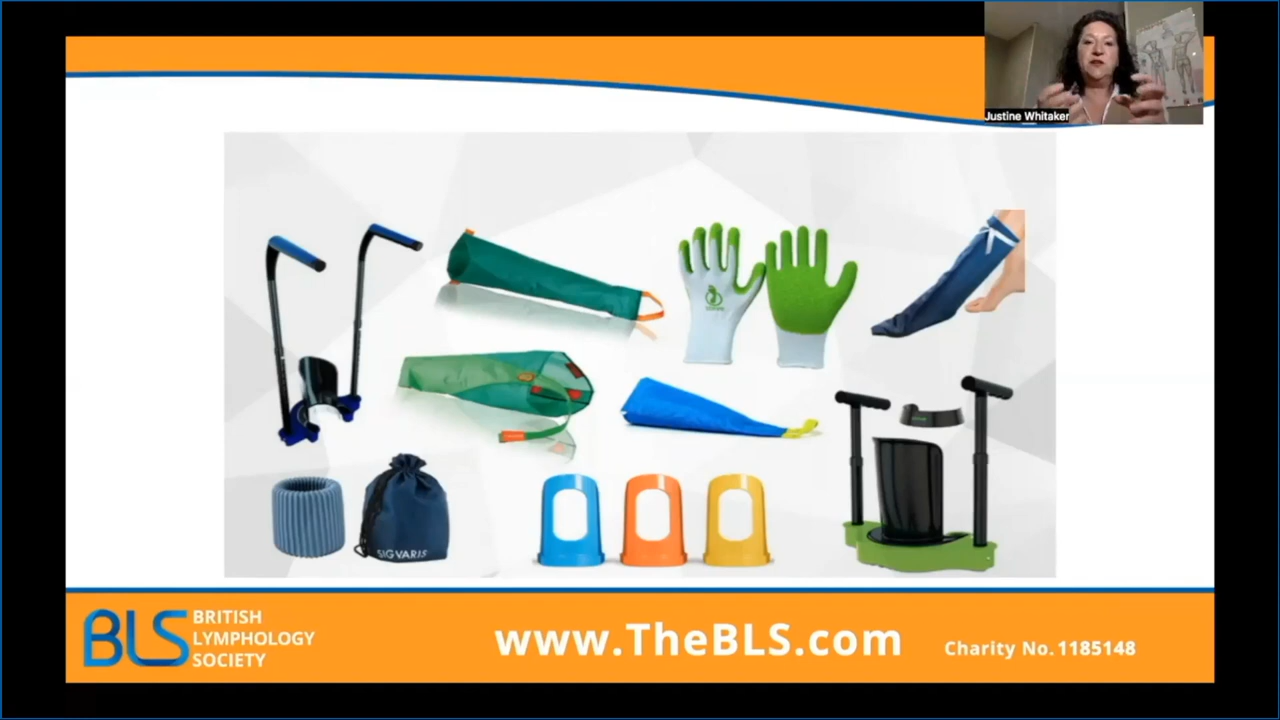 Justine Whitaker
SIGVARIS
BLS
BRITISH
LYMPHOLOGY
SOCIETY
www.TheBLS.com
Charity No. 1185148